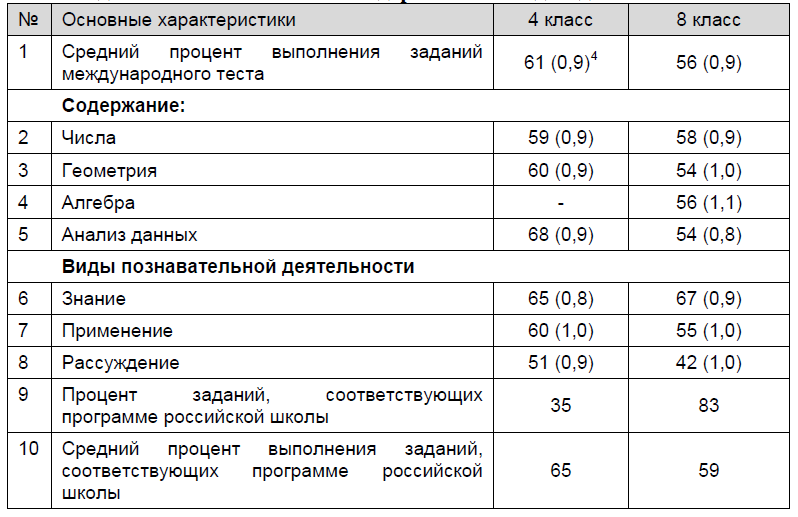 № Основные характеристики 4 класс 8 класс
1 Средний процент выполнения заданий
международного теста 61 (0,9)4 56 (0,9)
Содержание:
2 Числа 59 (0,9) 58 (0,9)
3 Геометрия 60 (0,9) 54 (1,0)
4 Алгебра - 56 (1,1)
5 Анализ данных 68 (0,9) 54 (0,8)
Виды познавательной деятельности
6 Знание 65 (0,8) 67 (0,9)
7 Применение 60 (1,0) 55 (1,0)
8 Рассуждение 51 (0,9) 42 (1,0)
9 Процент заданий, соответствующих
программе российской школы 35 83
10 Средний процент выполнения заданий,
соответствующих программе российской 65 59
школы